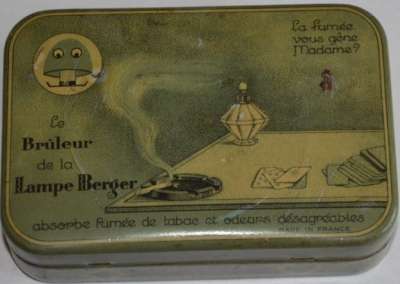 La fumée
vous gêne
Madame?
Le
Brûleur
de la
Lampe Berger
absorbe fumée de tabac et odeurs désagréables
MADE IN FRANCE